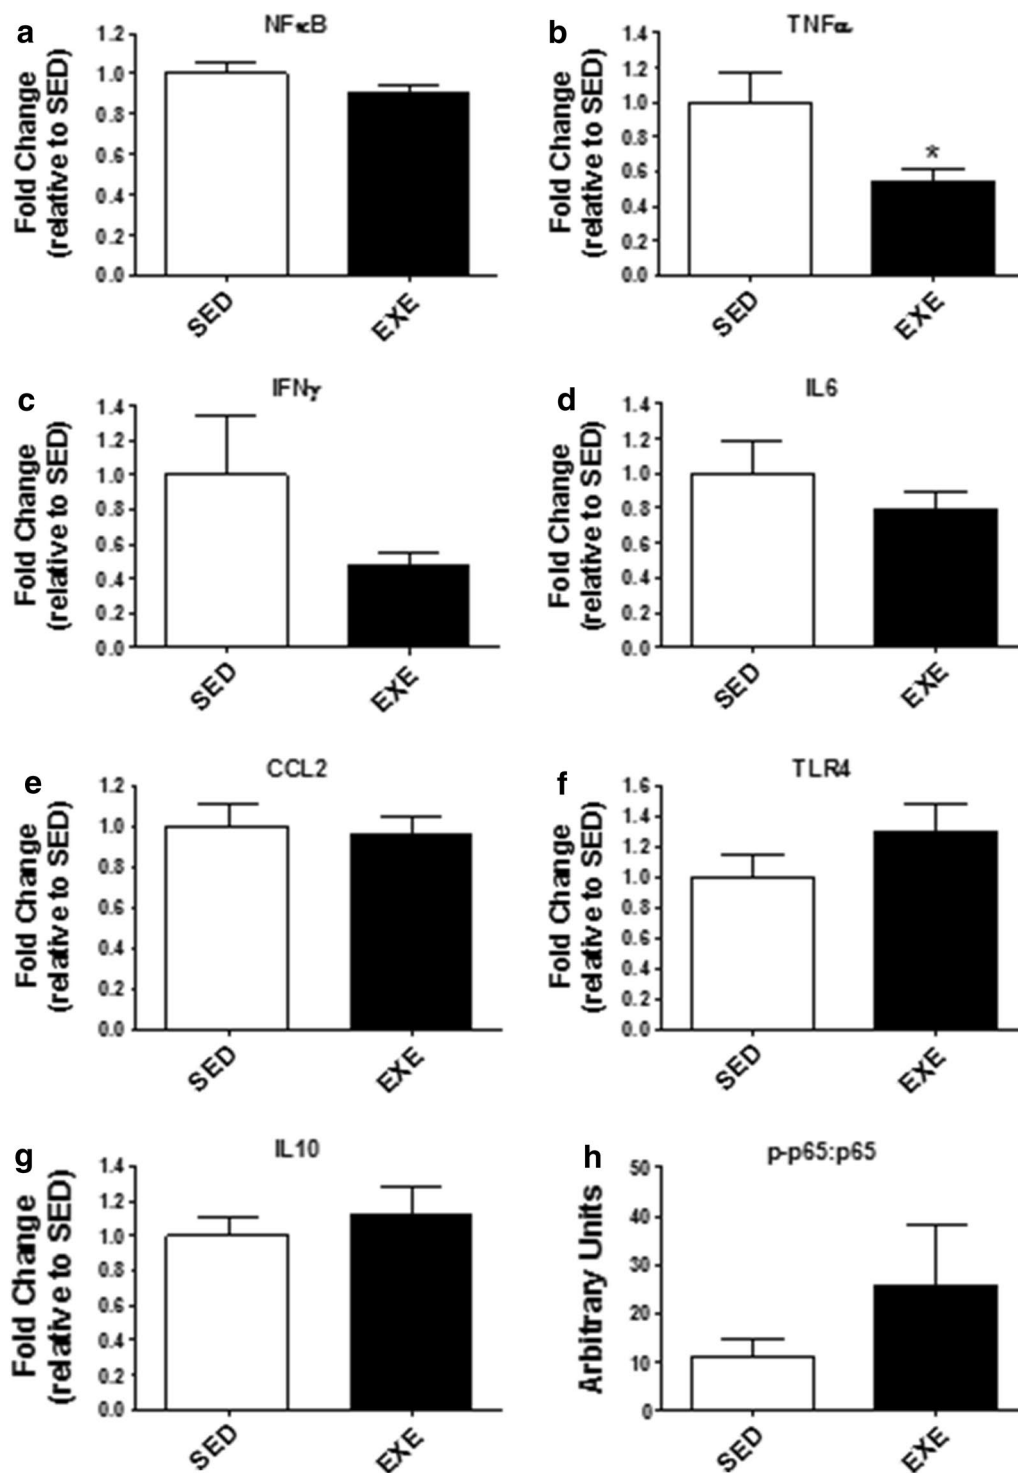 a
NFκB
Fold Change
(relative to SED)
1.2
1.0
0.8
0.6
0.4
0.2
0.0
SED
EXE
b
TNFα
Fold Change
(relative to SED)
1.4
1.2
1.0
0.8
0.6
0.4
0.2
0.0
*
SED
EXE
c
IFNγ
Fold Change
(relative to SED)
1.4
1.2
1.0
0.8
0.6
0.4
0.2
0.0
SED
EXE
d
IL6
Fold Change
(relative to SED)
1.4
1.2
1.0
0.8
0.6
0.4
0.2
0.0
SED
EXE
e
CCL2
Fold Change
(relative to SED)
1.2
1.0
0.8
0.6
0.4
0.2
0.0
SED
EXE
f
TLR4
Fold Change
(relative to SED)
1.6
1.4
1.2
1.0
0.8
0.6
0.4
0.2
0.0
SED
EXE
g
IL10
Fold Change
(relative to SED)
1.4
1.2
1.0
0.8
0.6
0.4
0.2
0.0
SED
EXE
h
p-p65:p65
Arbitrary Units
50
40
30
20
10
0
SED
EXE